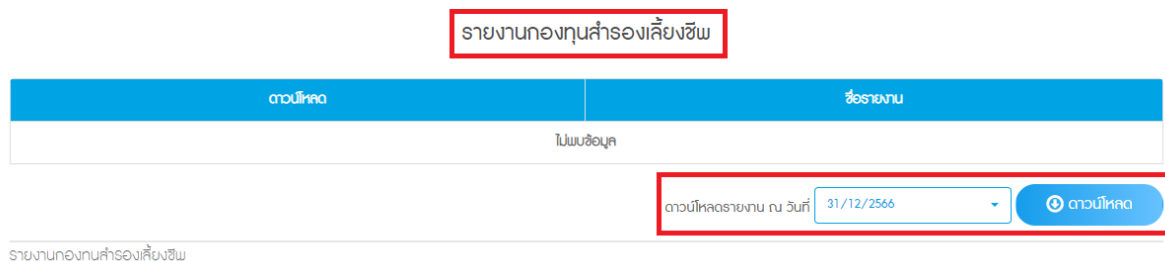 รายงานกองทุนสำรองเลี้ยงชีพ
ดาวน์โหลด ชื่อรายงาน
ไม่พบข้อมูล
ดาวน์โหลดรายงาน ณ วันที่ 31/12/2566 ดาวน์โหลด
รายงานกองทุนสำรองเลี้ยงชีพ